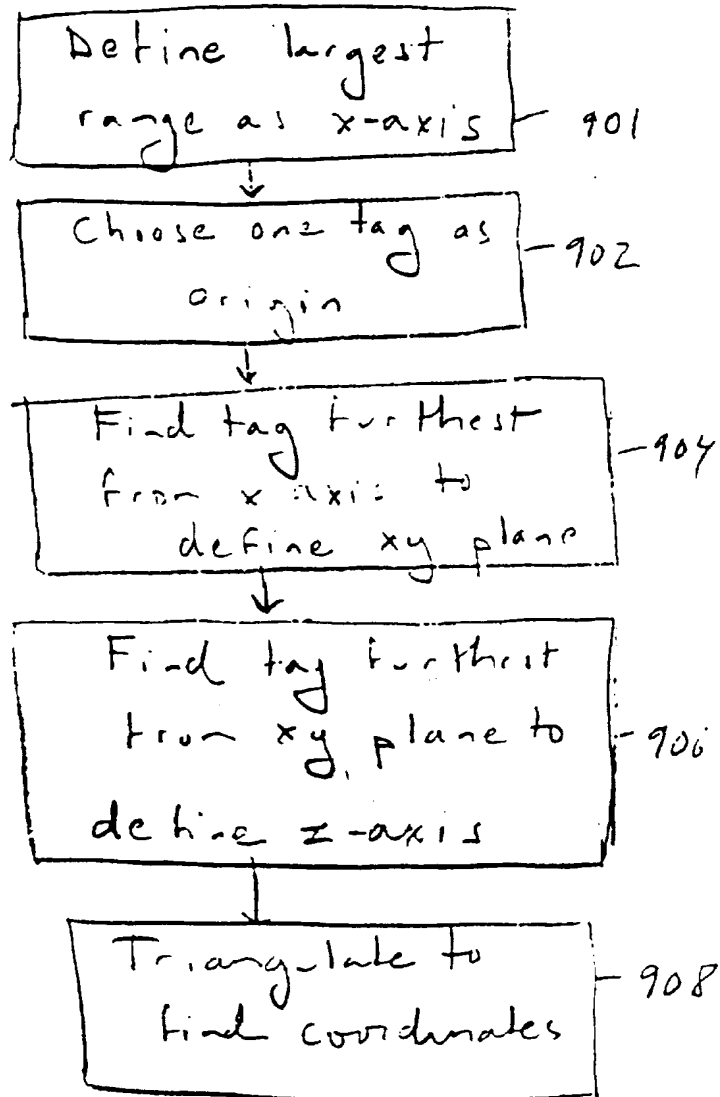 Define largest
range as x-axis
901
Choose one tag as
origin
902
Find tag furthest
from x axis to
define xy plane
904
Find tag furthest
from xy plane to
define z-axis
906
Triangulate to
find coordinates
908